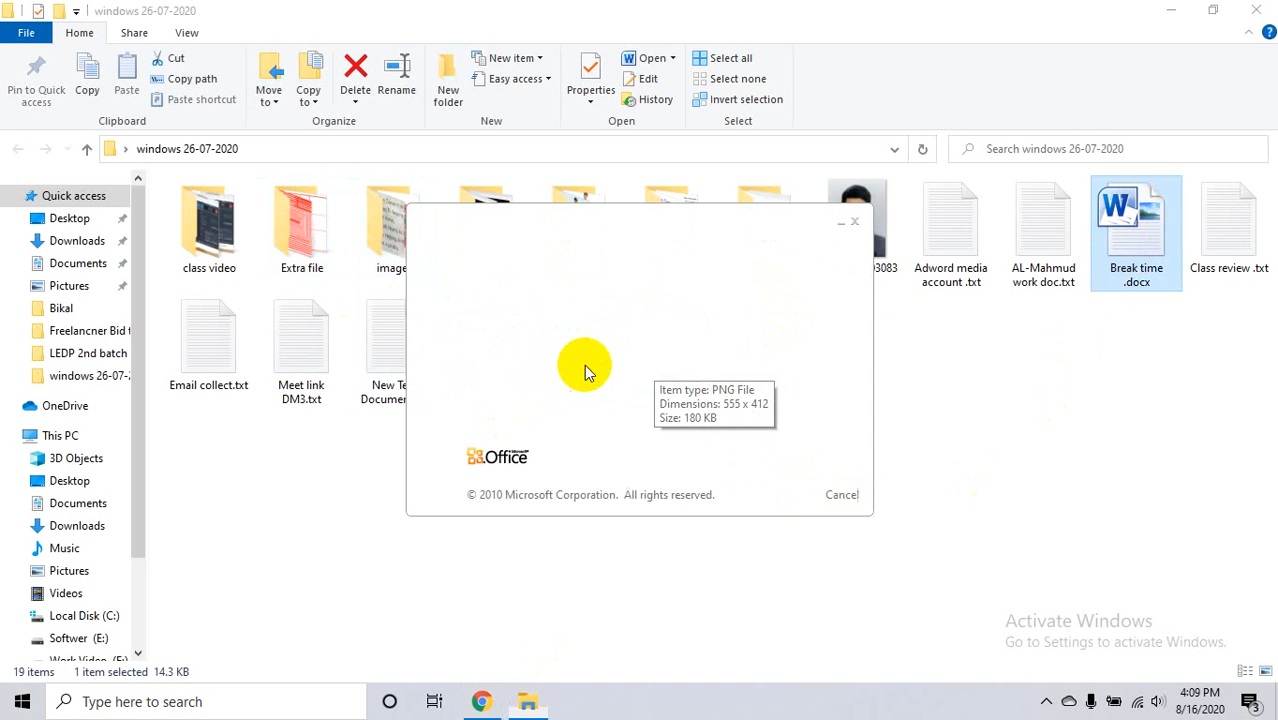 windows 26-07-2020
File Home Share View
Pin to Quick access
Copy
Paste
Cut
Copy path
Paste shortcut
Clipboard
Move to
Copy to
Delete
Rename
Organize
New folder
New item
Easy access
New
Properties
Open
Edit
History
Open
Select all
Select none
Invert selection
Select
windows 26-07-2020
Search windows 26-07-2020
Quick access
Desktop
Downloads
Documents
Pictures
Bikal
Freelancner Bid t
LEDP 2nd batch
windows 26-07-2
OneDrive
This PC
3D Objects
Desktop
Documents
Downloads
Music
Pictures
Videos
Local Disk (C:)
Softwer (E:)
class video
Extra file
image
3083
Adword media account .txt
AL-Mahmud work doc.txt
Break time .docx
Class review .txt
Email collect.txt
Meet link DM3.txt
New Te
Docume
Item type: PNG File
Dimensions: 555 x 412
Size: 180 KB
Microsoft Office
© 2010 Microsoft Corporation. All rights reserved.
Cancel
Activate Windows
Go to Settings to activate Windows.
19 items 1 item selected 14.3 KB
Type here to search
4:09 PM
8/16/2020
3